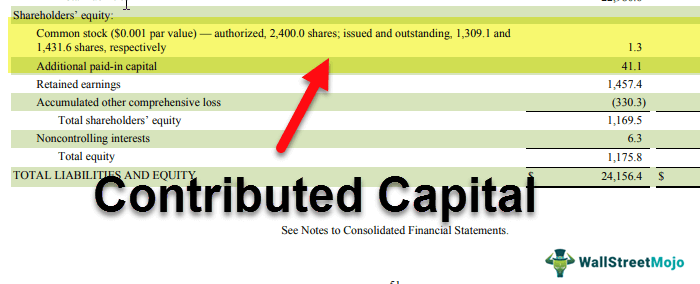 Shareholders’ equity:
Common stock ($0.001 par value) — authorized, 2,400.0 shares; issued and outstanding, 1,309.1 and
1,431.6 shares, respectively 1.3
Additional paid-in capital 41.1
Retained earnings 1,457.4
Accumulated other comprehensive loss (330.3)
Total shareholders’ equity 1,169.5
Noncontrolling interests 6.3
Total equity 1,175.8
TOTAL LIABILITIES AND EQUITY $ 24,156.4 $
Contributed Capital
See Notes to Consolidated Financial Statements.
WallStreetMojo